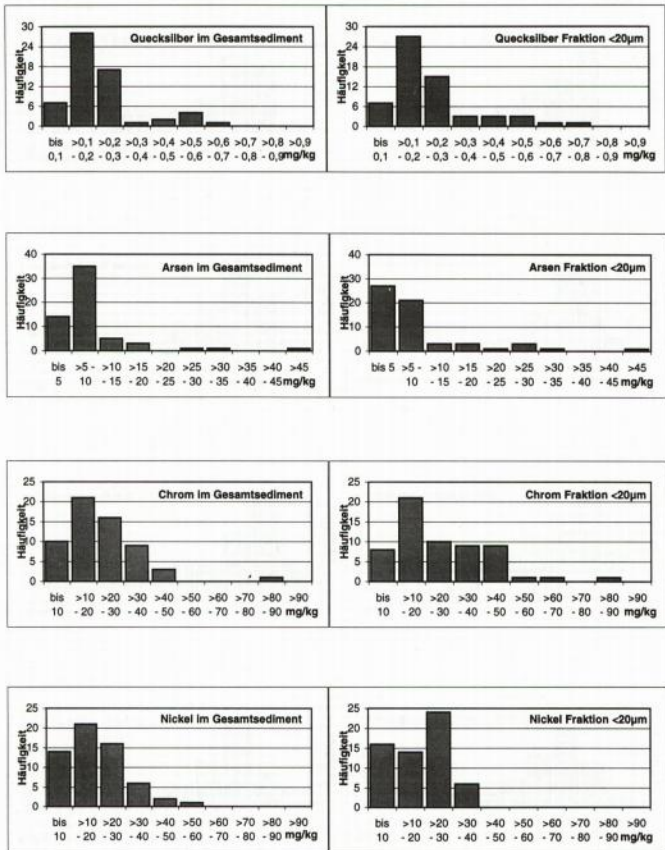 Quecksilber im Gesamtsediment
Häufigkeit
30
24
18
12
6
0
bis >0,1 >0,2 >0,3 >0,4 >0,5 >0,6 >0,7 >0,8 >0,9
0,1 - 0,2 - 0,3 - 0,4 - 0,5 - 0,6 - 0,7 - 0,8 - 0,9 mg/kg
Quecksilber Fraktion <20µm
Häufigkeit
30
24
18
12
6
0
bis >0,1 >0,2 >0,3 >0,4 >0,5 >0,6 >0,7 >0,8 >0,9
0,1 - 0,2 - 0,3 - 0,4 - 0,5 - 0,6 - 0,7 - 0,8 - 0,9 mg/kg
Arsen im Gesamtsediment
Häufigkeit
40
30
20
10
0
bis >5 - >10 >15 >20 >25 >30 >35 >40 >45
5 10 - 15 - 20 - 25 - 30 - 35 - 40 - 45 mg/kg
Arsen Fraktion <20µm
Häufigkeit
40
30
20
10
0
bis 5 >5 - >10 >15 >20 >25 >30 >35 >40 >45
10 - 15 - 20 - 25 - 30 - 35 - 40 - 45 mg/kg
Chrom im Gesamtsediment
Häufigkeit
25
20
15
10
5
0
bis >10 >20 >30 >40 >50 >60 >70 >80 >90
10 - 20 - 30 - 40 - 50 - 60 - 70 - 80 - 90 mg/kg
Chrom Fraktion <20µm
Häufigkeit
25
20
15
10
5
0
bis >10 >20 >30 >40 >50 >60 >70 >80 >90
10 - 20 - 30 - 40 - 50 - 60 - 70 - 80 - 90 mg/kg
Nickel im Gesamtsediment
Häufigkeit
25
20
15
10
5
0
bis >10 >20 >30 >40 >50 >60 >70 >80 >90
10 - 20 - 30 - 40 - 50 - 60 - 70 - 80 - 90 mg/kg
Nickel Fraktion <20µm
Häufigkeit
25
20
15
10
5
0
bis >10 >20 >30 >40 >50 >60 >70 >80 >90
10 - 20 - 30 - 40 - 50 - 60 - 70 - 80 - 90 mg/kg